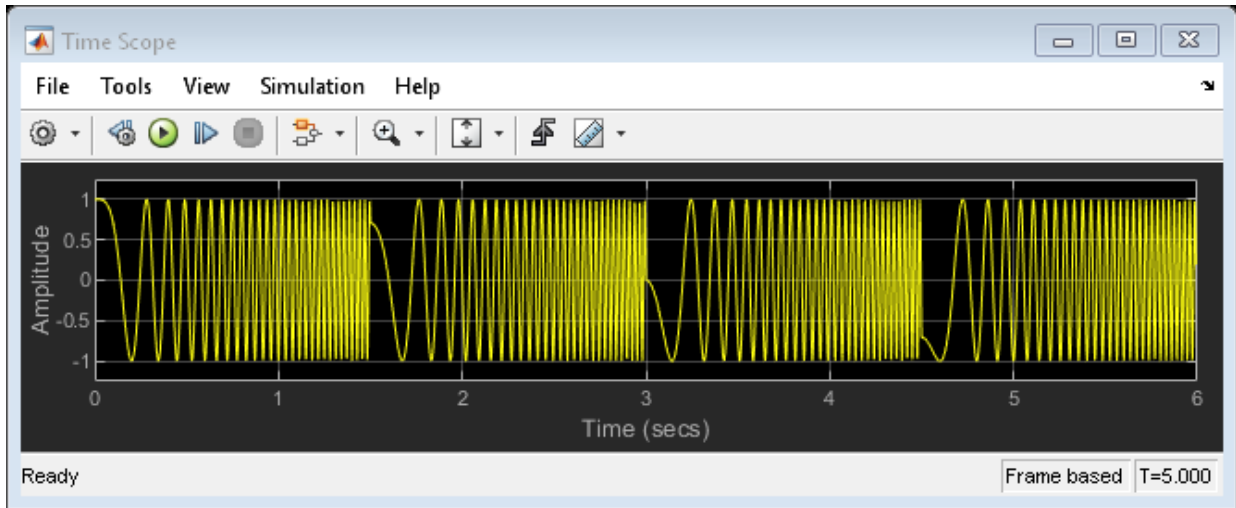 Time Scope
File Tools View Simulation Help
Amplitude
1
0.5
0
-0.5
-1
0 1 2 3 4 5 6
Time (secs)
Ready Frame based T=5.000